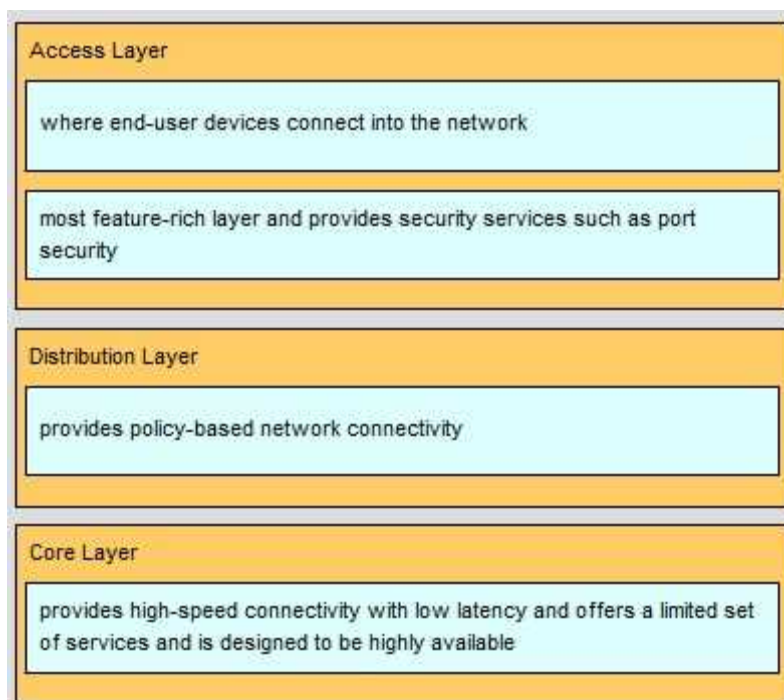 Access Layer
where end-user devices connect into the network
most feature-rich layer and provides security services such as port
security
Distribution Layer
provides policy-based network connectivity
Core Layer
provides high-speed connectivity with low latency and offers a limited set
of services and is designed to be highly available